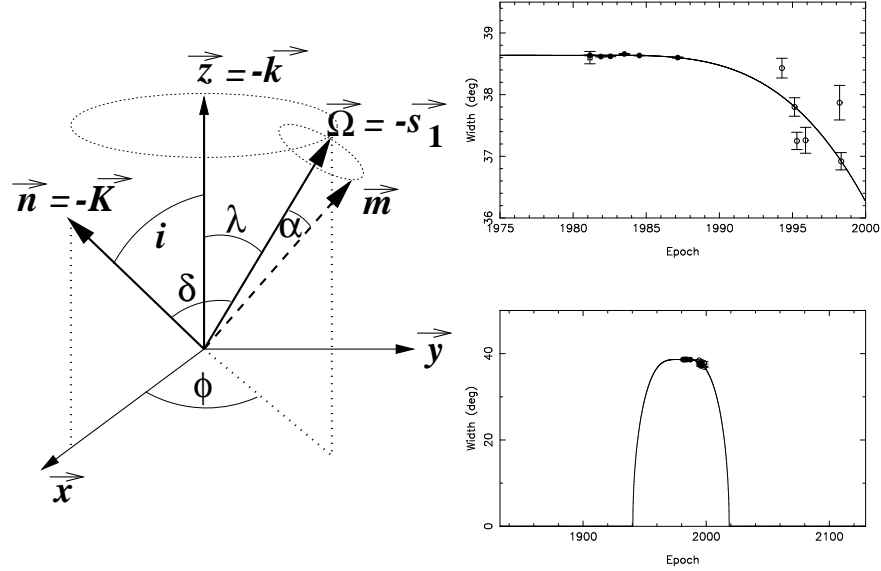 z = -k
Ω = -s 1
n = -K
m
i
λ
α
δ
y
ϕ
x
Width (deg)
39
38
37
36
1975 1980 1985 1990 1995 2000
Epoch
Width (deg)
40
20
0
1900 2000 2100
Epoch